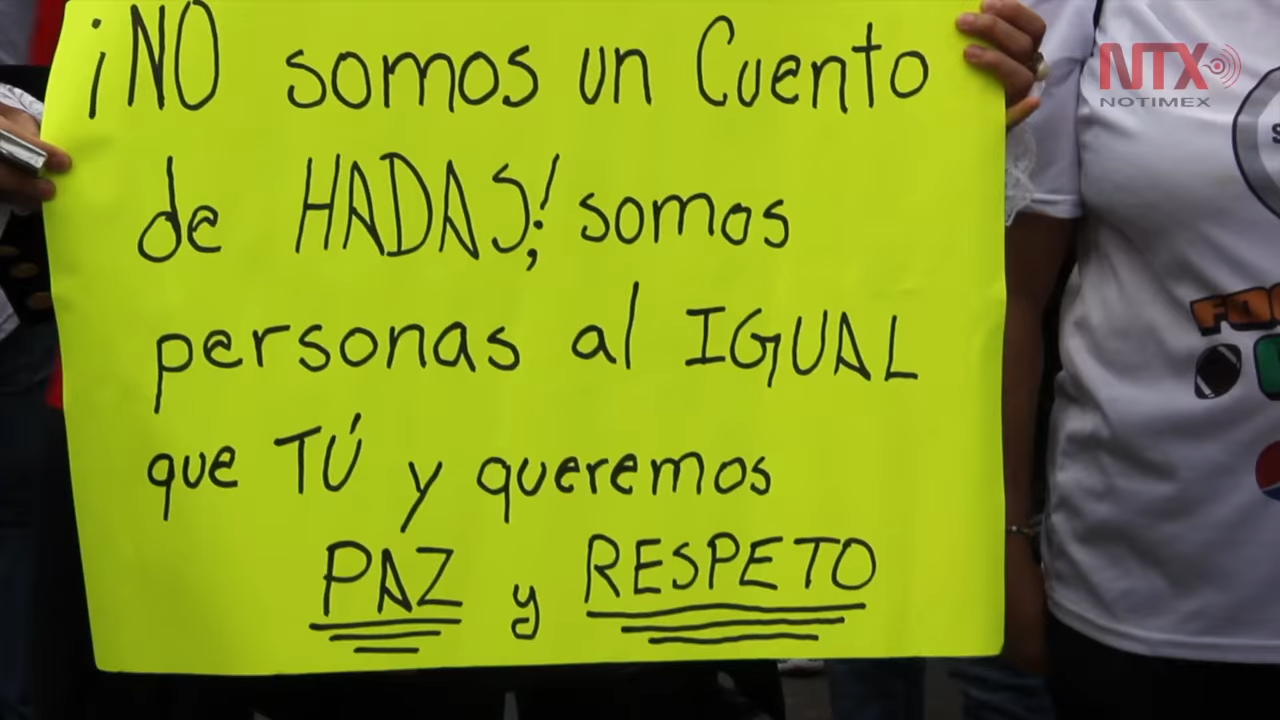 ¡NO somos un Cuento
de HADAS;! somos
personas al IGUAL
que TÚ y queremos
PAZ y RESPETO
NTX
NOTIMEX